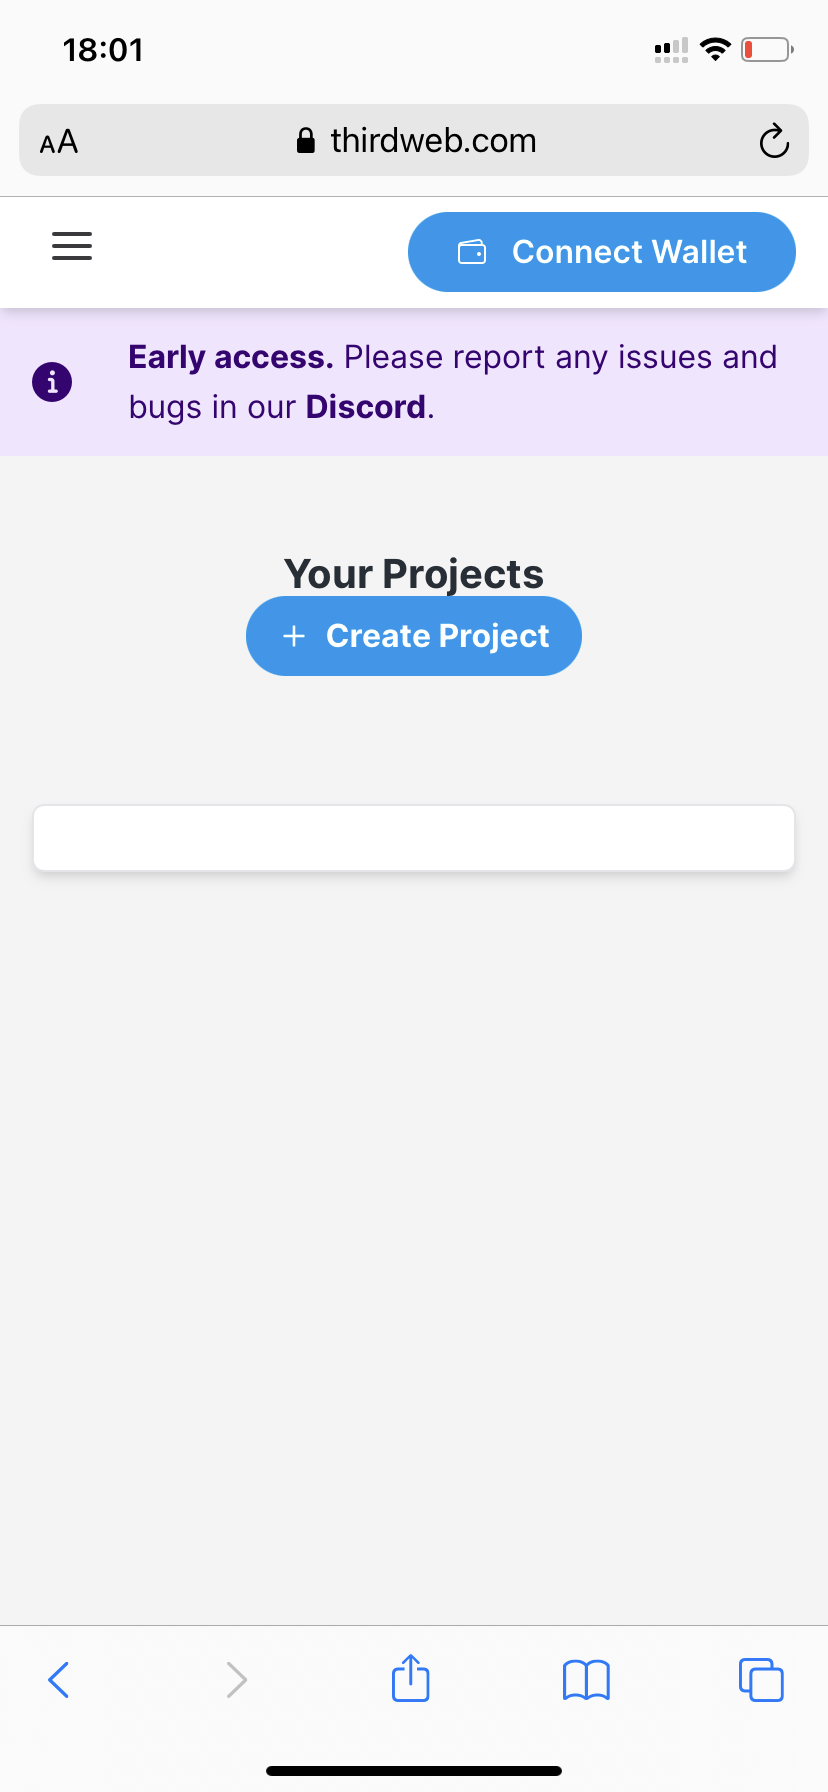 18:01
AA thirdweb.com
Connect Wallet
Early access. Please report any issues and
bugs in our Discord.
Your Projects
+ Create Project